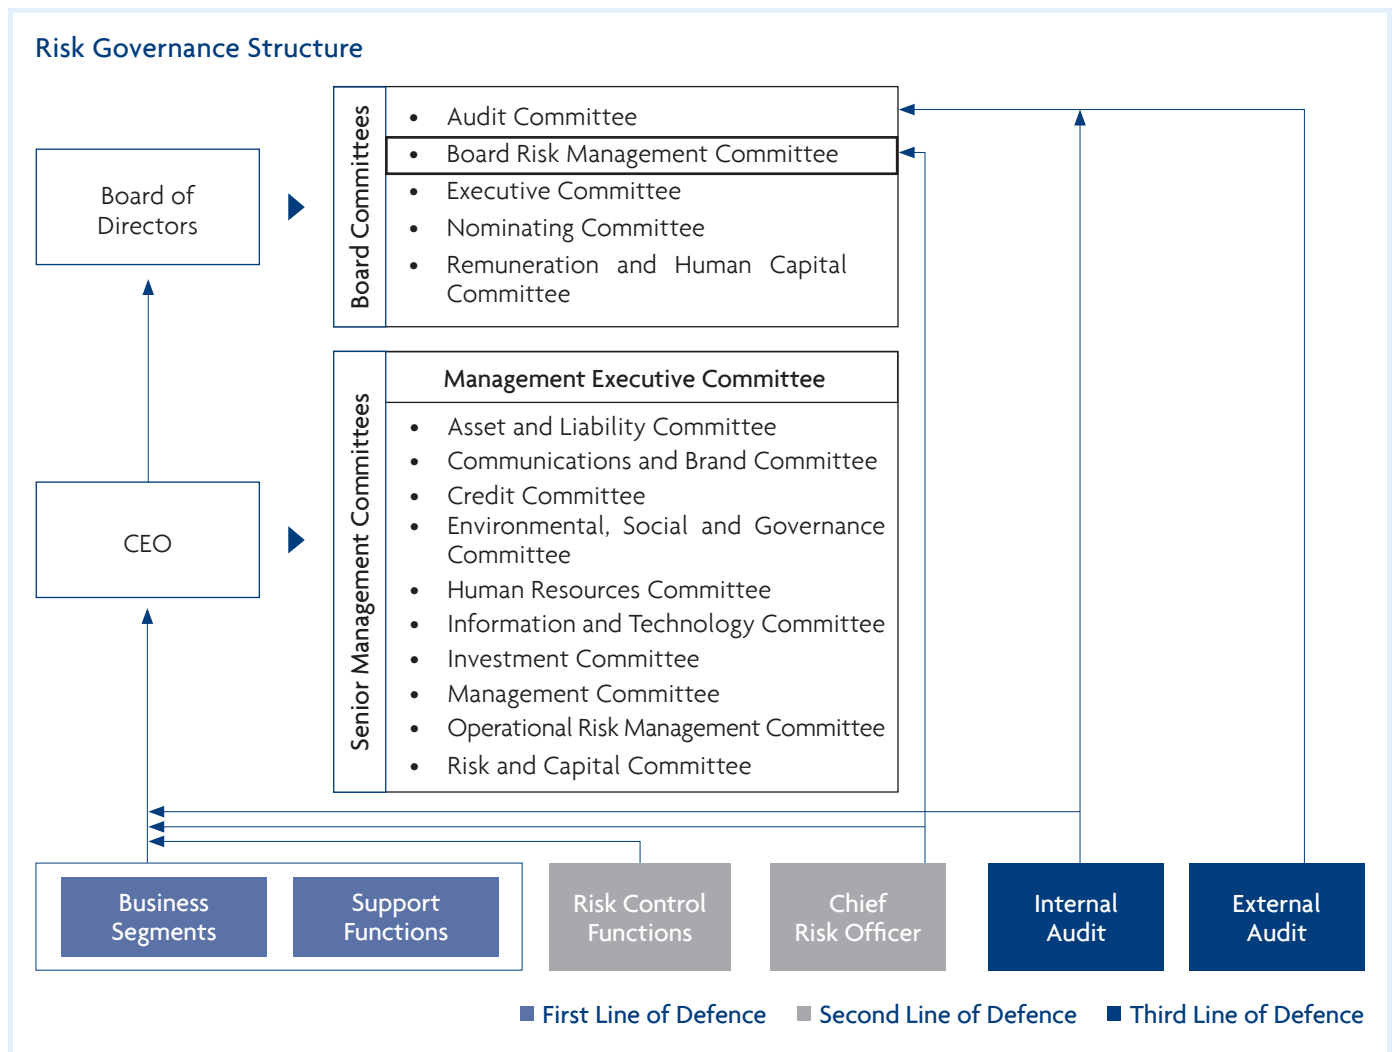 Risk Governance Structure
Board of
Directors
Board Committees
• Audit Committee
• Board Risk Management Committee
• Executive Committee
• Nominating Committee
• Remuneration and Human Capital
Committee
CEO
Senior Management Committees
Management Executive Committee
• Asset and Liability Committee
• Communications and Brand Committee
• Credit Committee
• Environmental, Social and Governance
Committee
• Human Resources Committee
• Information and Technology Committee
• Investment Committee
• Management Committee
• Operational Risk Management Committee
• Risk and Capital Committee
Business
Segments
Support
Functions
Risk Control
Functions
Chief
Risk Officer
Internal
Audit
External
Audit
First Line of Defence
Second Line of Defence
Third Line of Defence